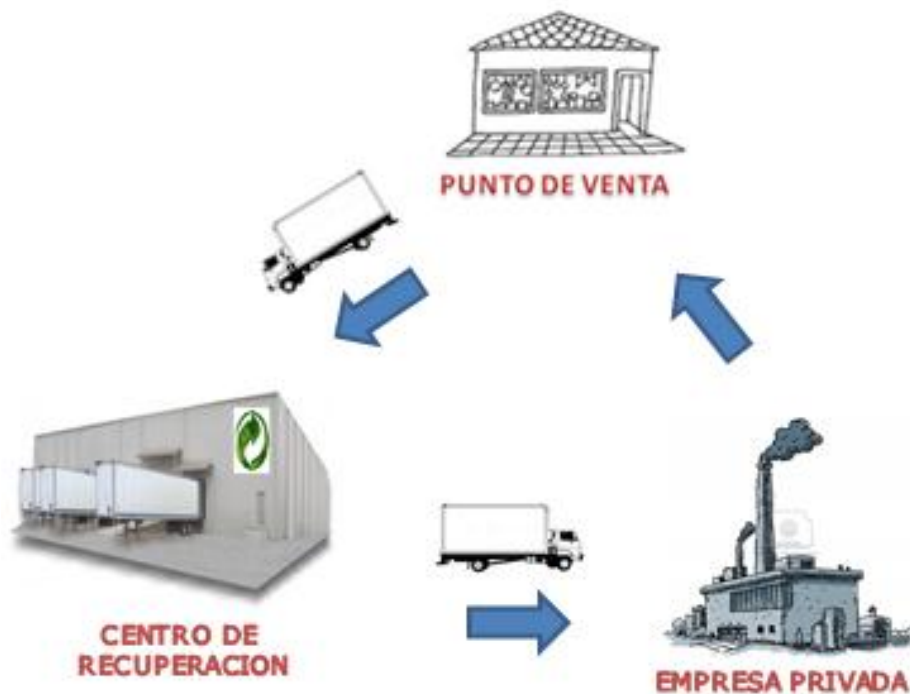 PUNTO DE VENTA
CENTRO DE
RECUPERACION
EMPRESA PRIVADA